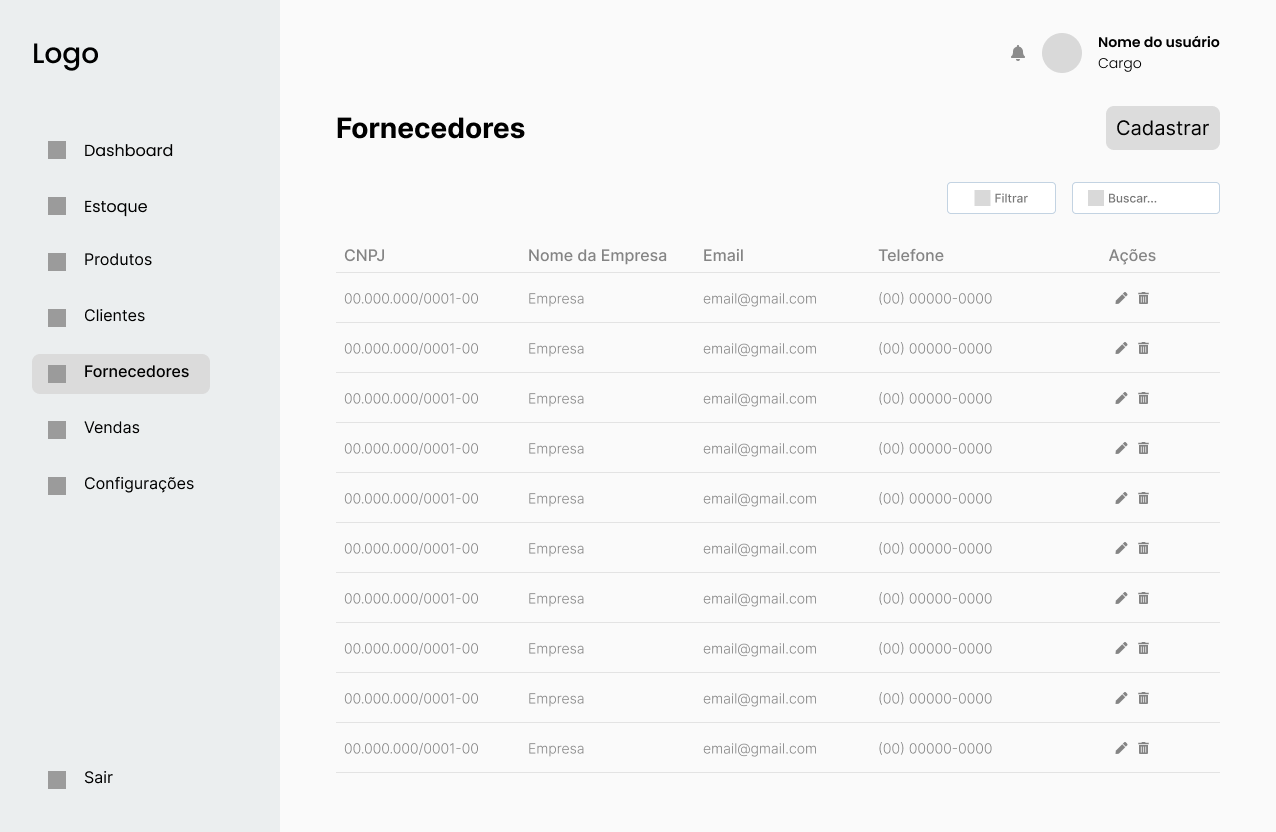 Logo
Nome do usuário
Cargo
Dashboard
Estoque
Produtos
Clientes
Fornecedores
Vendas
Configurações
Sair
Fornecedores
Cadastrar
Filtrar
Buscar...
CNPJ Nome da Empresa Email Telefone Ações
00.000.000/0001-00 Empresa email@gmail.com (00) 00000-0000
00.000.000/0001-00 Empresa email@gmail.com (00) 00000-0000
00.000.000/0001-00 Empresa email@gmail.com (00) 00000-0000
00.000.000/0001-00 Empresa email@gmail.com (00) 00000-0000
00.000.000/0001-00 Empresa email@gmail.com (00) 00000-0000
00.000.000/0001-00 Empresa email@gmail.com (00) 00000-0000
00.000.000/0001-00 Empresa email@gmail.com (00) 00000-0000
00.000.000/0001-00 Empresa email@gmail.com (00) 00000-0000
00.000.000/0001-00 Empresa email@gmail.com (00) 00000-0000
00.000.000/0001-00 Empresa email@gmail.com (00) 00000-0000